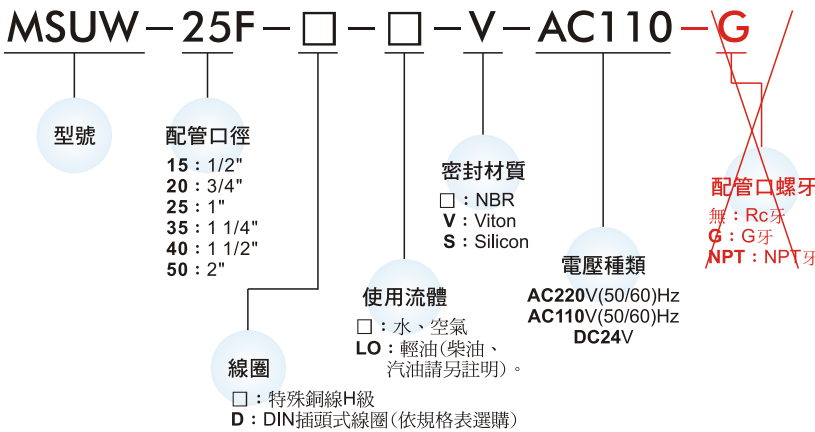 MSUW－25F－□－□－V－AC110－G
型號
配管口徑
15：1/2"
20：3/4"
25：1"
35：1 1/4"
40：1 1/2"
50：2"
線圈
□：特殊銅線H級
D：DIN插頭式線圈(依規格表選購)
使用流體
□：水、空氣
LO：輕油(柴油、
汽油請另註明)。
密封材質
□：NBR
V：Viton
S：Silicon
電壓種類
AC220V(50/60)Hz
AC110V(50/60)Hz
DC24V
配管口螺牙
無：Rc牙
G：G牙
NPT：NPT牙